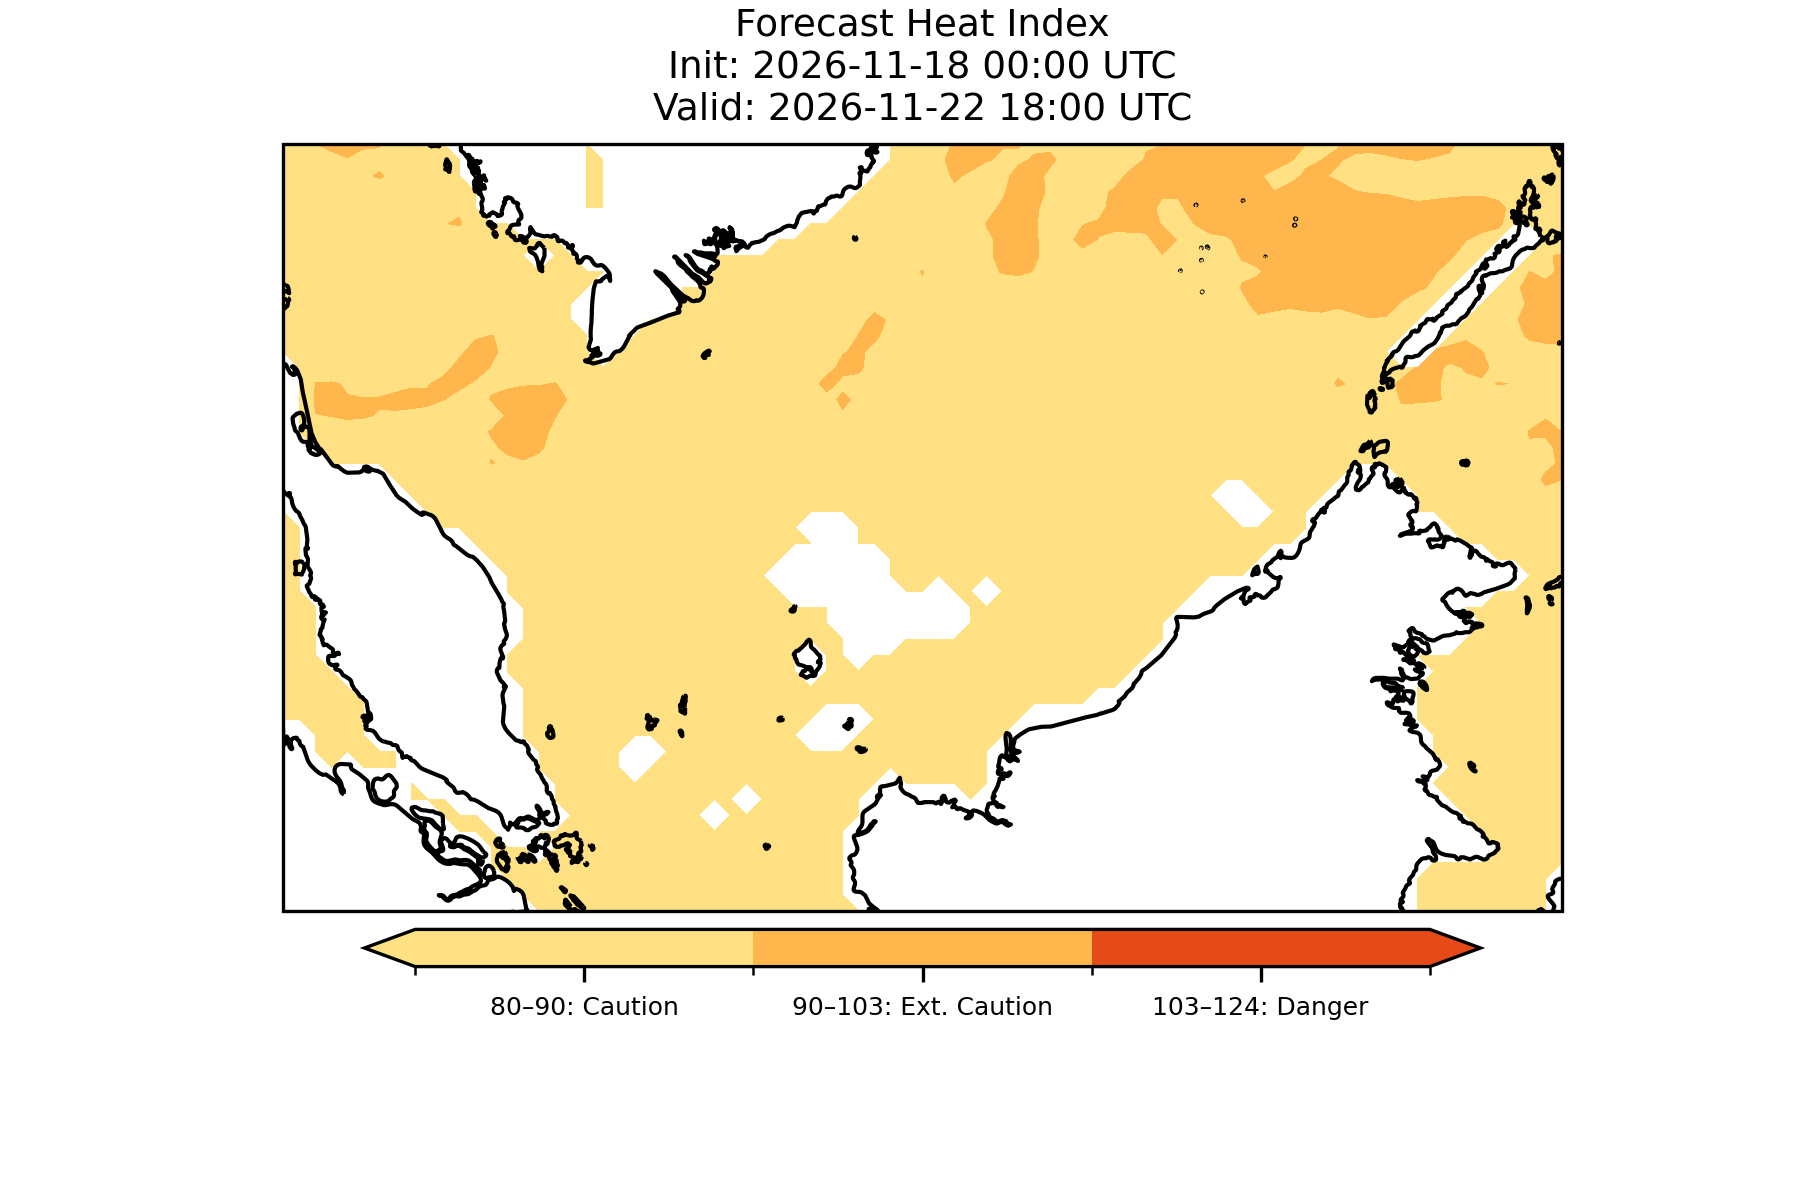 Forecast Heat Index
Init: 2026-11-18 00:00 UTC
Valid: 2026-11-22 18:00 UTC
80–90: Caution
90–103: Ext. Caution
103–124: Danger